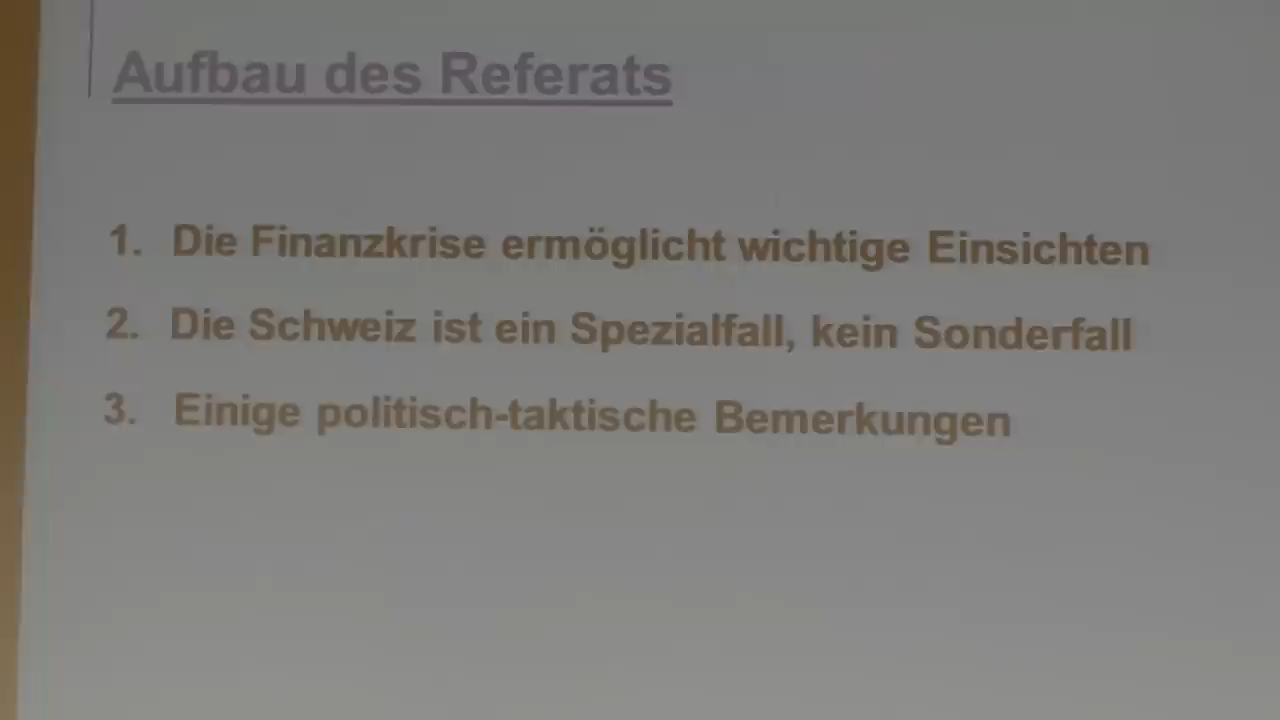 Aufbau des Referats
1. Die Finanzkrise ermöglicht wichtige Einsichten
2. Die Schweiz ist ein Spezialfall, kein Sonderfall
3. Einige politisch-taktische Bemerkungen